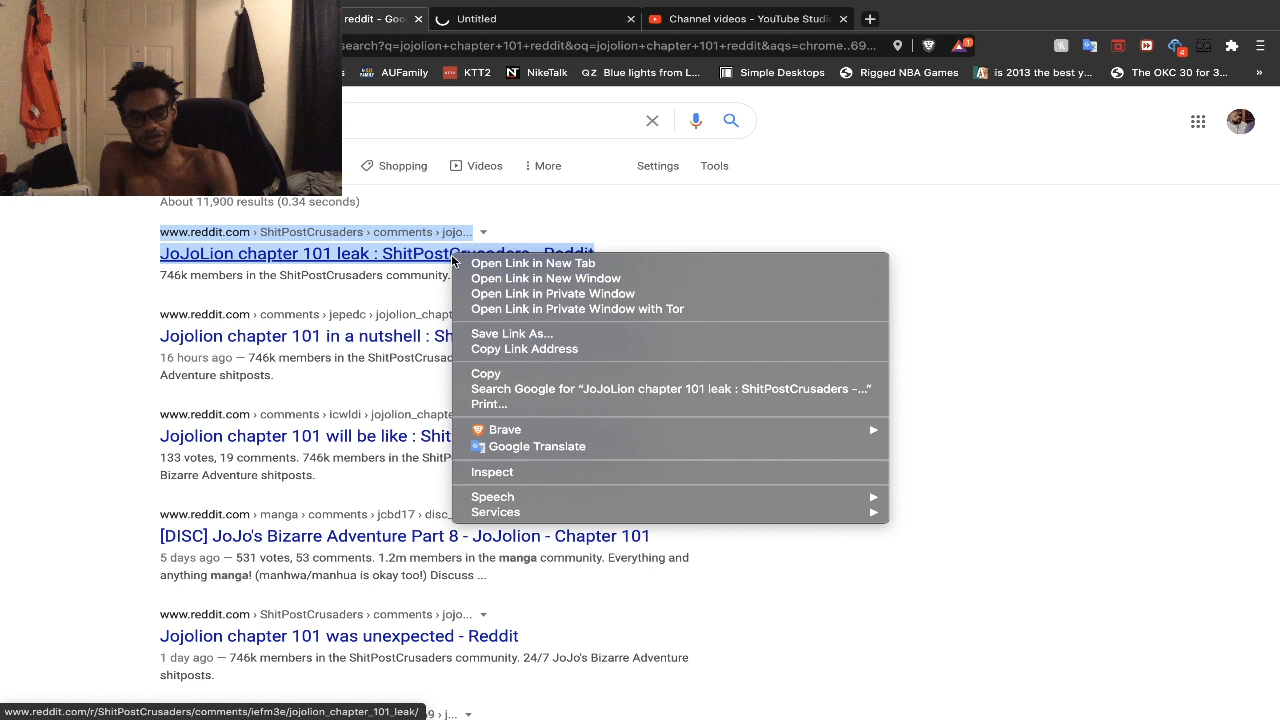 reddit - Goo
Untitled
Channel videos - YouTube Studio
search?q=jojolion+chapter+101+reddit&oq=jojolion+chapter+101+reddit&aqs=chrome..69...
1
4
AUFamily
KTT2
NikeTalk
QZ Blue lights from L...
Simple Desktops
Rigged NBA Games
is 2013 the best y...
The OKC 30 for 3...
»
Shopping
Videos
More
Settings
Tools
About 11,900 results (0.34 seconds)
www.reddit.com › ShitPostCrusaders › comments › jojo...
JoJoLion chapter 101 leak : ShitPostCrusaders - Reddit
746k members in the ShitPostCrusaders community.
www.reddit.com › comments › jepedc › jojolion_chapt
Jojolion chapter 101 in a nutshell : Sh
16 hours ago — 746k members in the ShitPostCrusad
Adventure shitposts.
www.reddit.com › comments › icwldi › jojolion_chapte
Jojolion chapter 101 will be like : Shit
133 votes, 19 comments. 746k members in the ShitP
Bizarre Adventure shitposts.
www.reddit.com › manga › comments › jcbd17 › disc_
[DISC] JoJo's Bizarre Adventure Part 8 - JoJolion - Chapter 101
5 days ago — 531 votes, 53 comments. 1.2m members in the manga community. Everything and
anything manga! (manhwa/manhua is okay too!) Discuss ...
www.reddit.com › ShitPostCrusaders › comments › jojo...
Jojolion chapter 101 was unexpected - Reddit
1 day ago — 746k members in the ShitPostCrusaders community. 24/7 JoJo's Bizarre Adventure
shitposts.
Open Link in New Tab
Open Link in New Window
Open Link in Private Window
Open Link in Private Window with Tor
Save Link As...
Copy Link Address
Copy
Search Google for “JoJoLion chapter 101 leak : ShitPostCrusaders -...”
Print...
Brave
Google Translate
Inspect
Speech
Services
www.reddit.com/r/ShitPostCrusaders/comments/iefm3e/jojolion_chapter_101_leak/
9 › j...